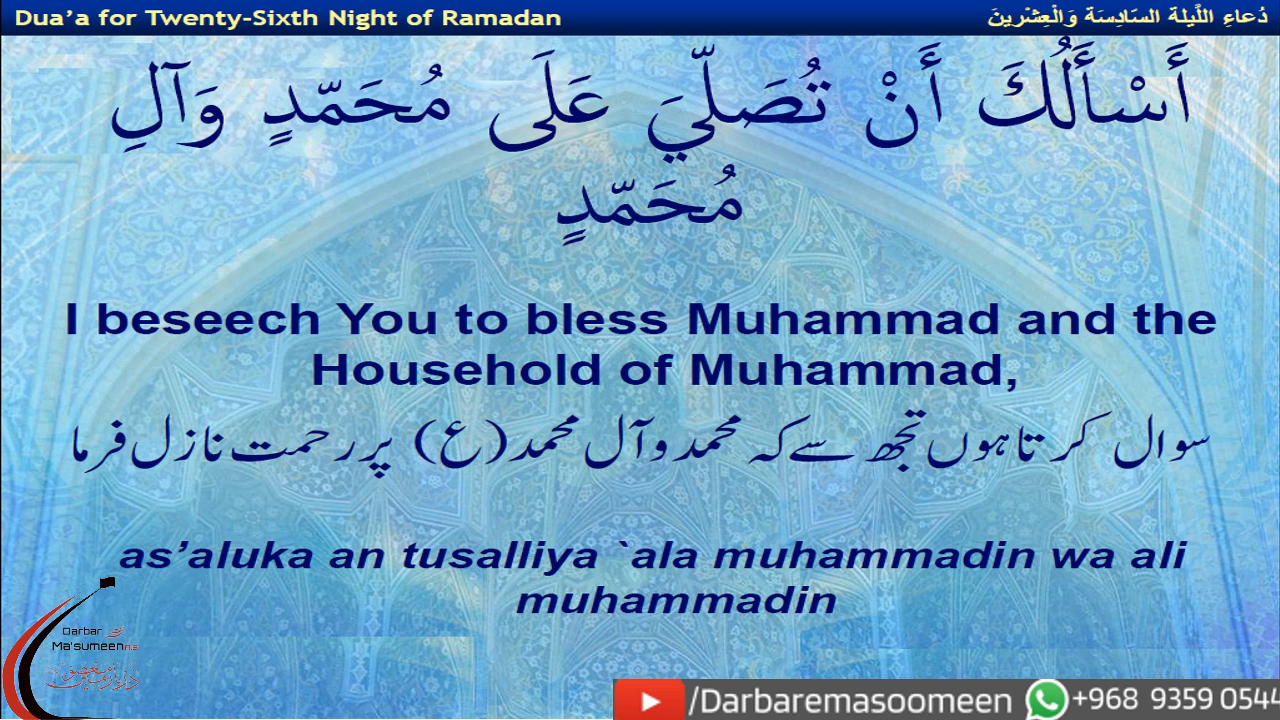 Dua’a for Twenty-Sixth Night of Ramadan
دُعاءِ اللَّيلة السّادِسَة وَالْعِشْرينَ
أَسْأَلُكَ أَنْ تُصَلّيَ عَلَى مُحَمّدٍ وَآلِ
مُحَمّدٍ
I beseech You to bless Muhammad and the
Household of Muhammad,
سوال کرتا ہوں تجھ سے کہ محمد وآل محمد (ع) پر رحمت نازل فرما
as’aluka an tusalliya `ala muhammadin wa ali
muhammadin
Darbar
Ma'sumeen A.S
/Darbaremasoomeen +968 9359 0544